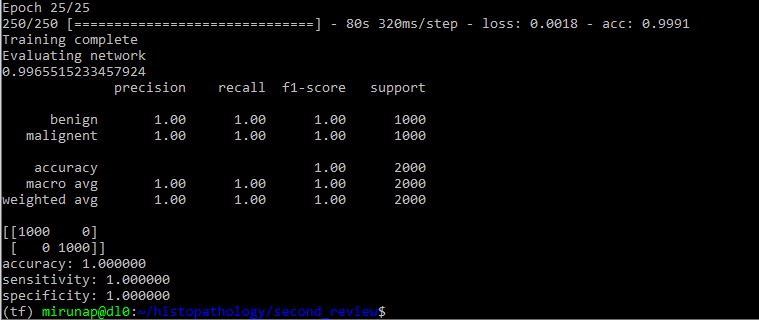 Epoch 25/25
250/250 [==============================] - 80s 320ms/step - loss: 0.0018 - acc: 0.9991
Training complete
Evaluating network
0.9965515233457924
precision recall f1-score support
benign 1.00 1.00 1.00 1000
malignent 1.00 1.00 1.00 1000
accuracy 1.00 2000
macro avg 1.00 1.00 1.00 2000
weighted avg 1.00 1.00 1.00 2000
[[1000 0]
[ 0 1000]]
accuracy: 1.000000
sensitivity: 1.000000
specificity: 1.000000
(tf) mirunap@dl0:~/histopathology/second_review$